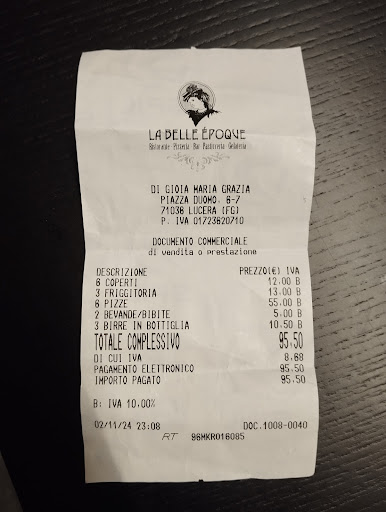 LA BELLE ÉPOQUE
Ristorante · Pizzeria · Bar · Pasticceria · Gelateria
DI GIOIA MARIA GRAZIA
PIAZZA DUOMO, 6-7
71036 LUCERA (FG)
P. IVA 01723820710
DOCUMENTO COMMERCIALE
di vendita o prestazione
DESCRIZIONE PREZZO(€) IVA
6 COPERTI 12,00 B
3 FRIGGITORIA 13,00 B
6 PIZZE 55,00 B
2 BEVANDE/BIBITE 5,00 B
3 BIRRE IN BOTTIGLIA 10,50 B
TOTALE COMPLESSIVO 95,50
DI CUI IVA 8,68
PAGAMENTO ELETTRONICO 95,50
IMPORTO PAGATO 95,50
B: IVA 10,00%
02/11/24 23:08 DOC.1008-0040
RT 96MKR016085